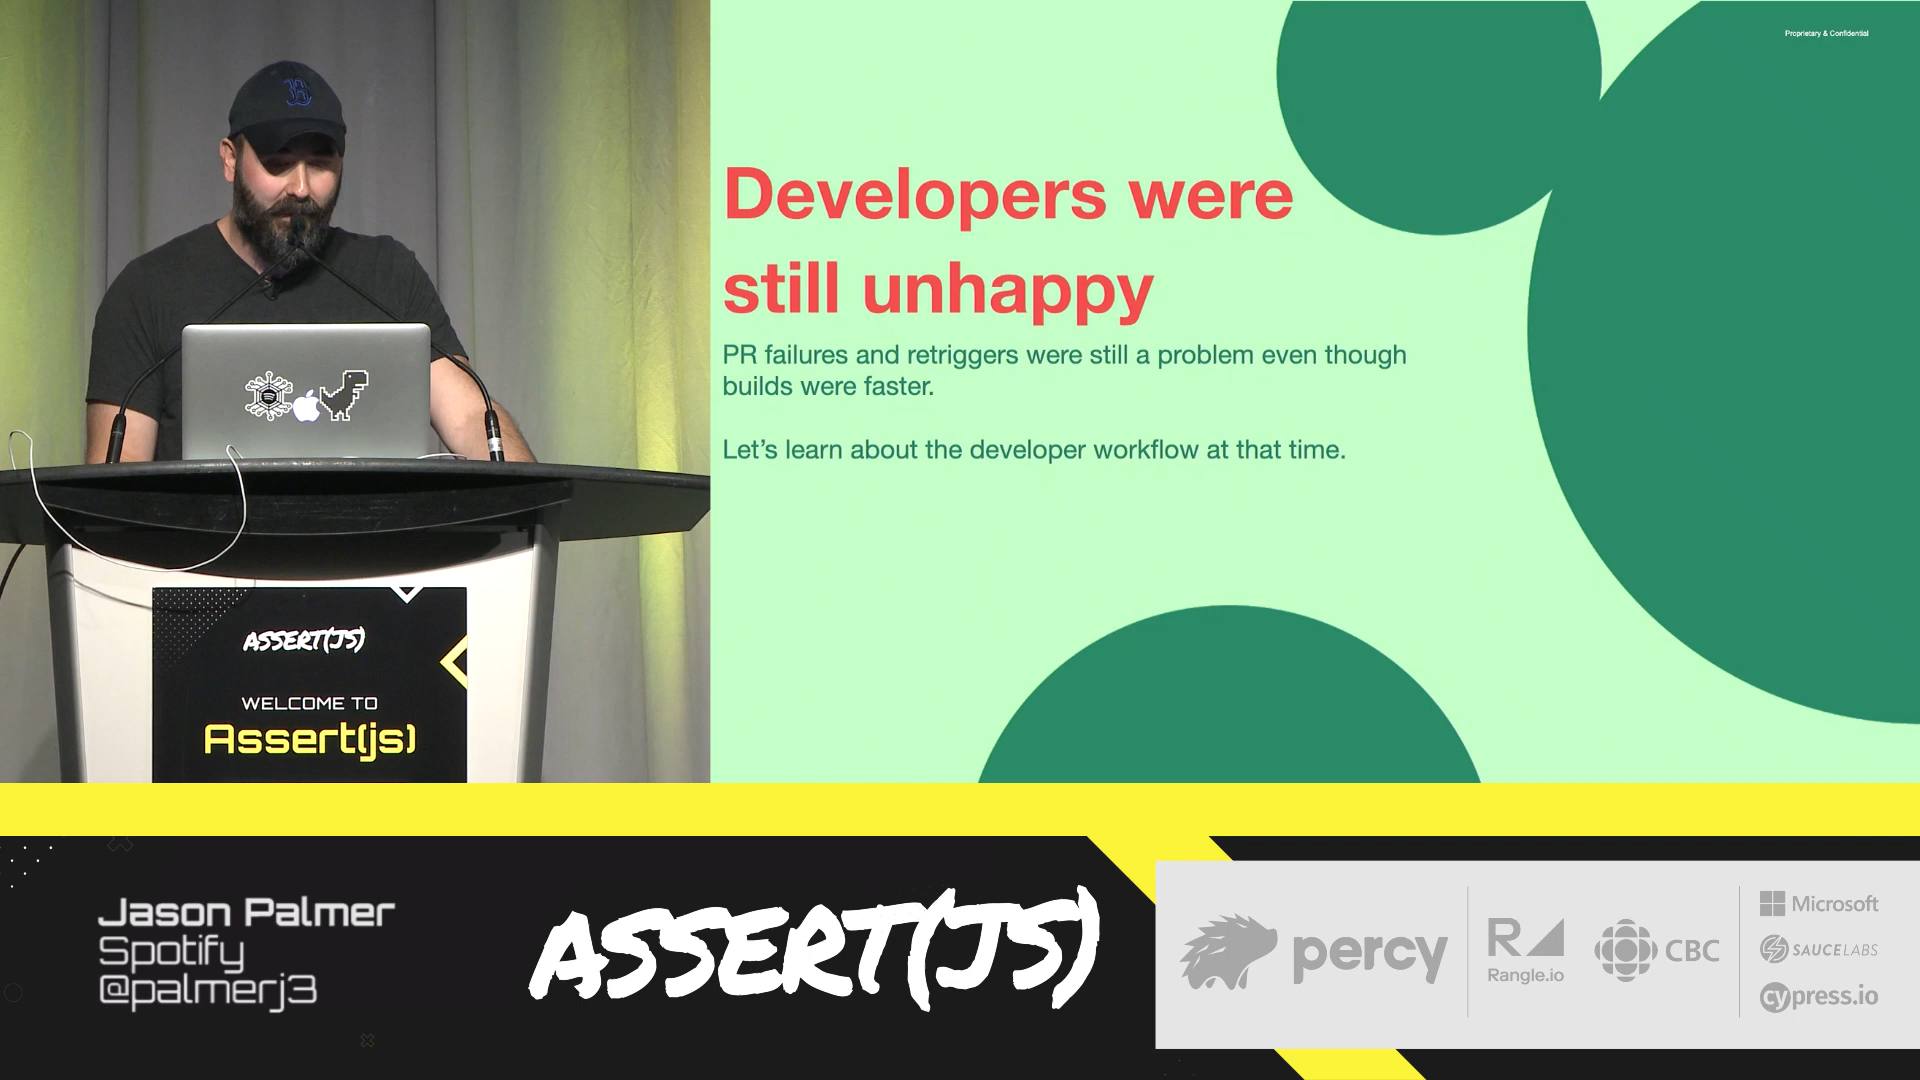 Proprietary & Confidential
Developers were
still unhappy
PR failures and retriggers were still a problem even though
builds were faster.
Let’s learn about the developer workflow at that time.
B
ASSERT(JS)
WELCOME TO
Assert(js)
Jason Palmer
Spotify
@palmerj3
ASSERT(JS)
percy
R
Rangle.io
CBC
Microsoft
SAUCELABS
cypress.io